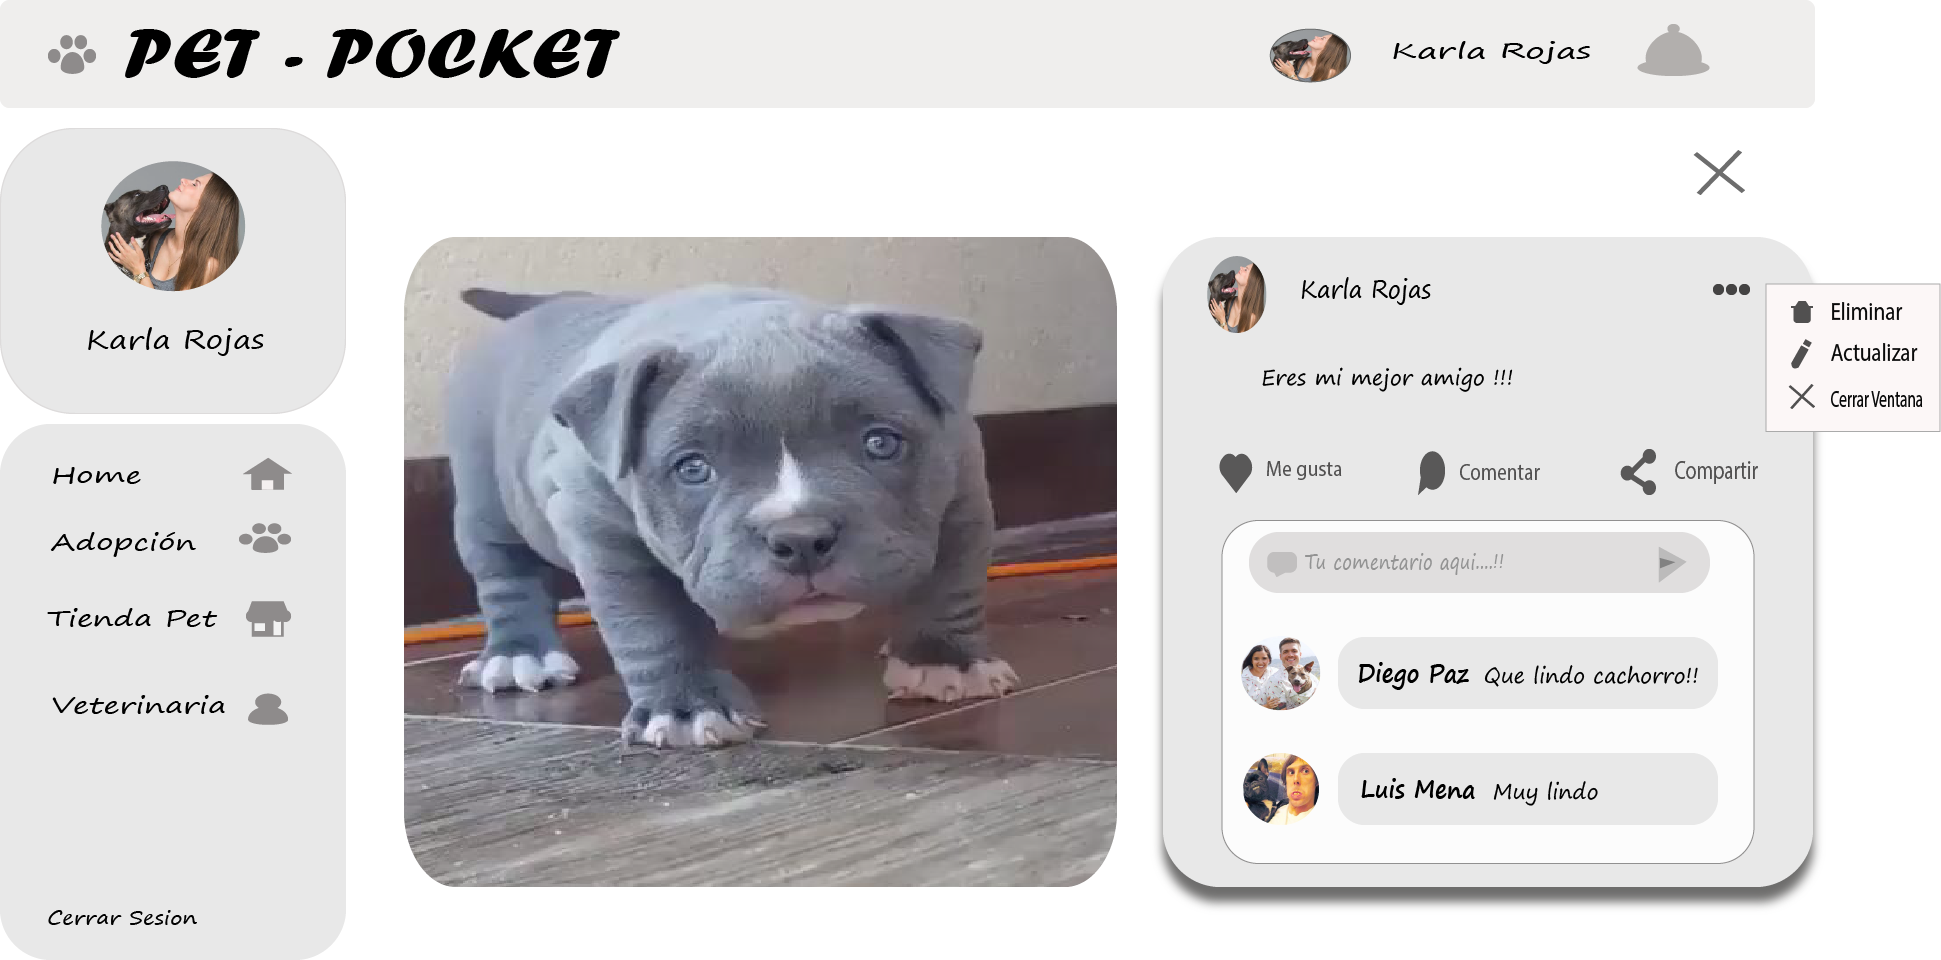 PET - POCKET
Karla Rojas
Karla Rojas
Home
Adopción
Tienda Pet
Veterinaria
Cerrar Sesion
Karla Rojas
Eliminar
Actualizar
Cerrar Ventana
Eres mi mejor amigo !!!
Me gusta
Comentar
Compartir
Tu comentario aqui....!!
Diego Paz Que lindo cachorro!!
Luis Mena Muy lindo